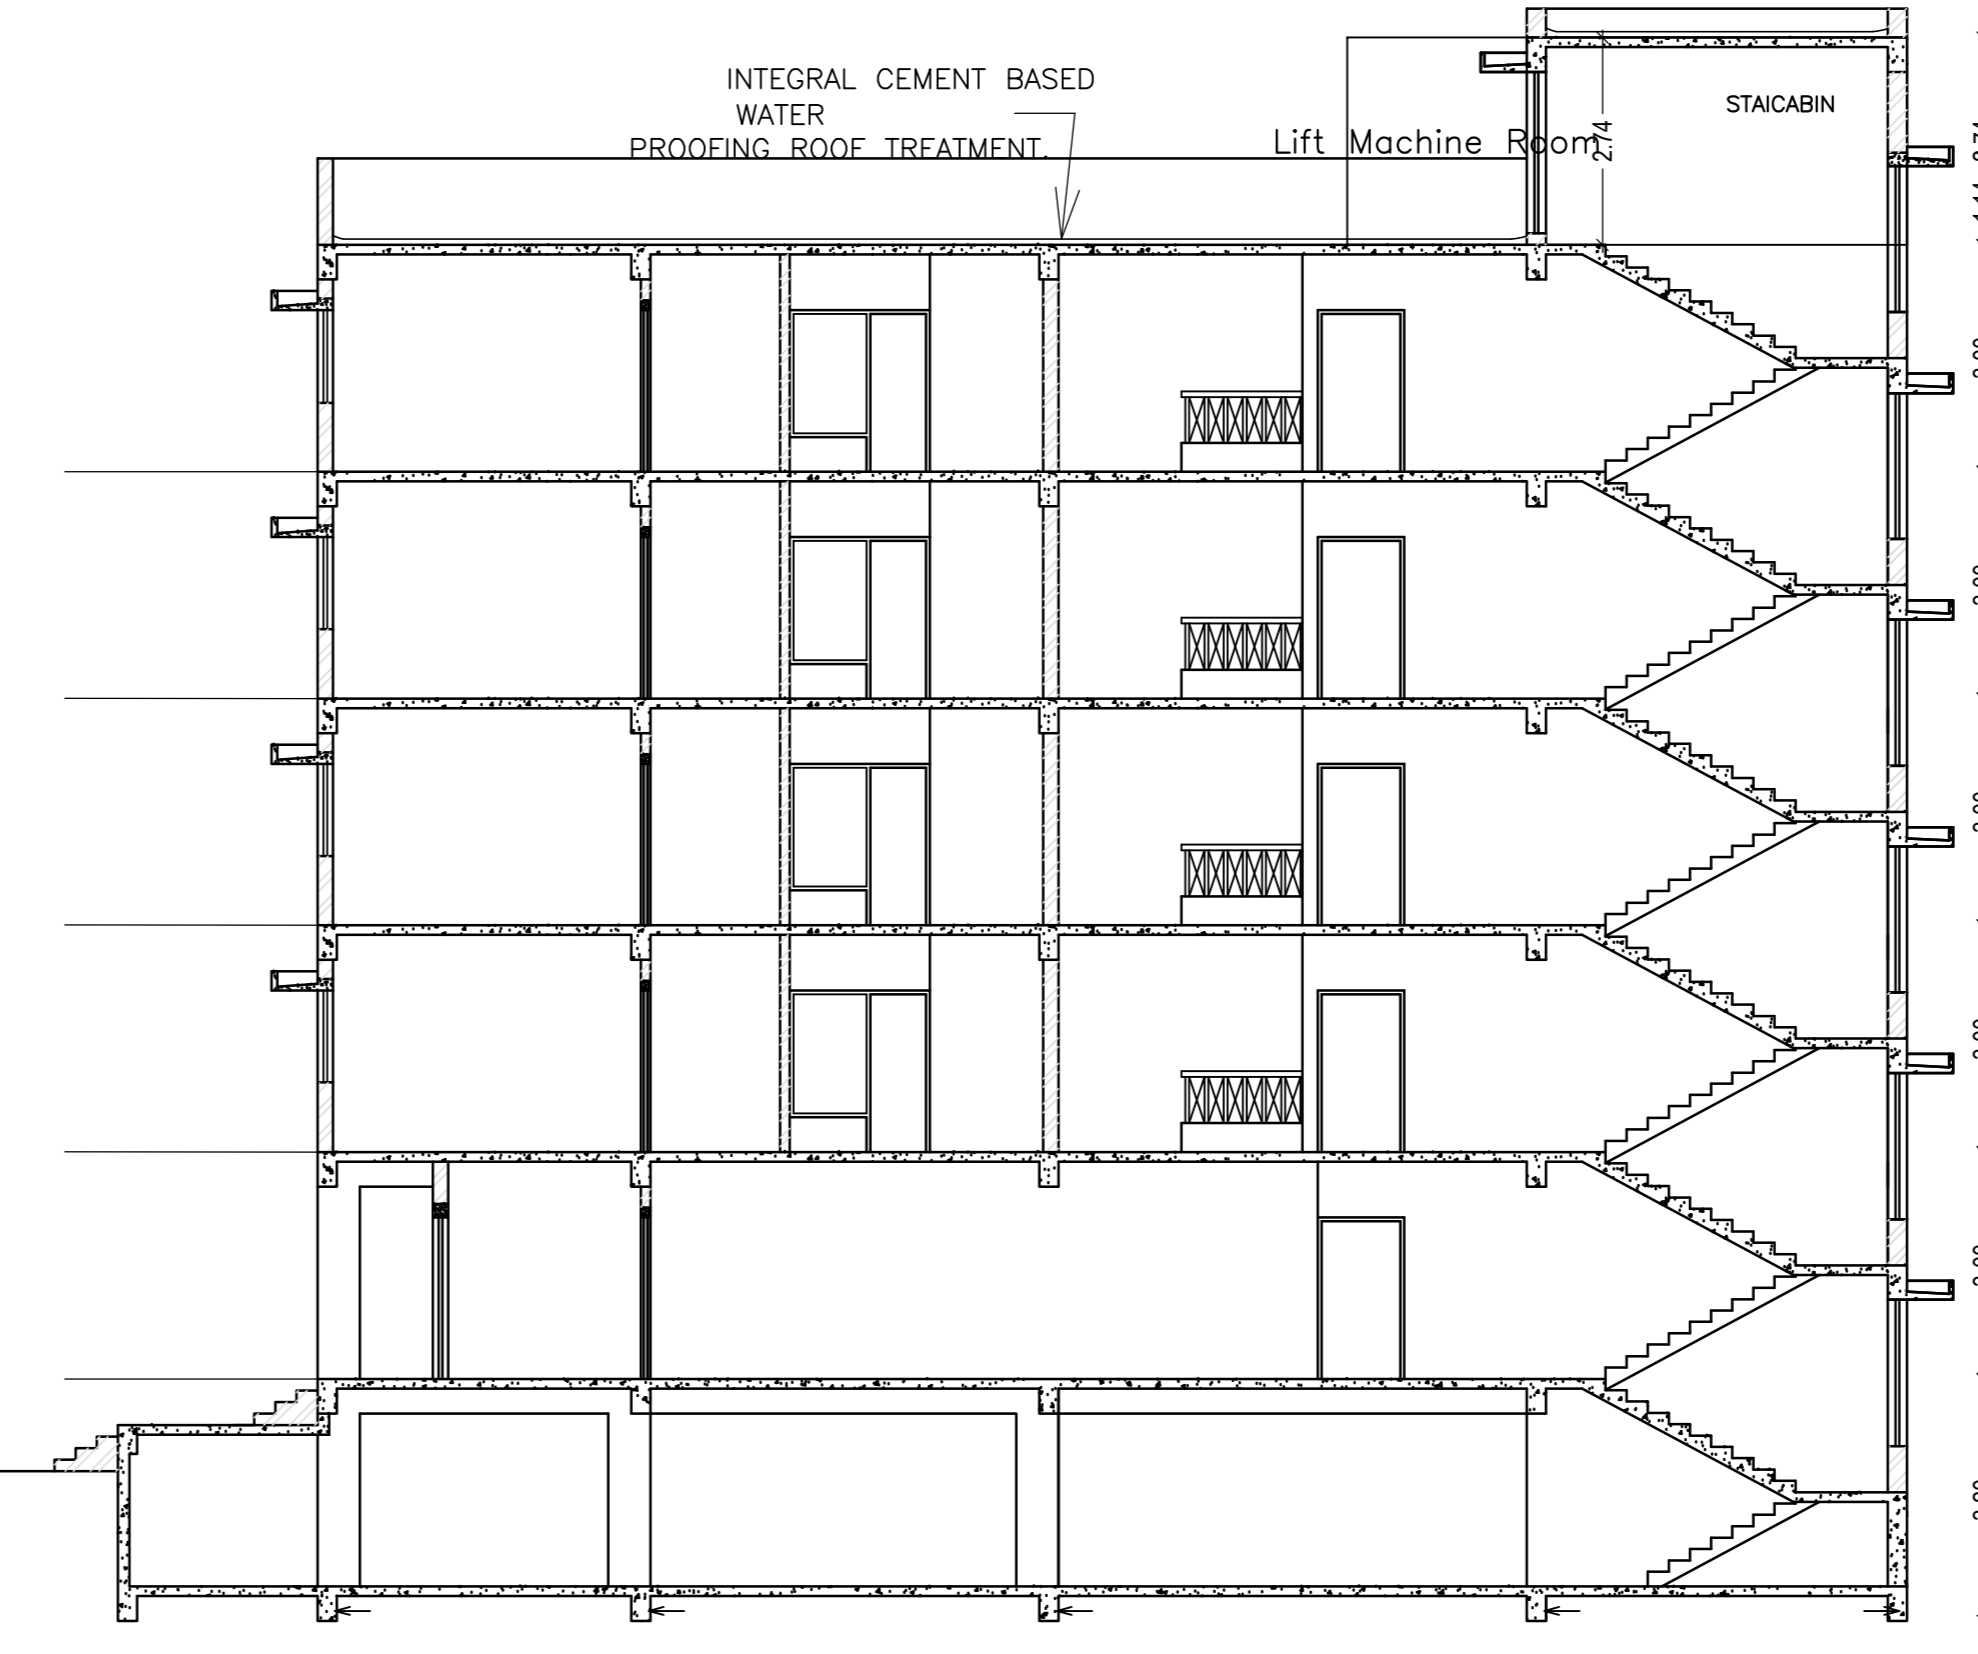 INTEGRAL CEMENT BASED
WATER
PROOFING ROOF TREATMENT.
Lift Machine Room
2.74
STAICABIN